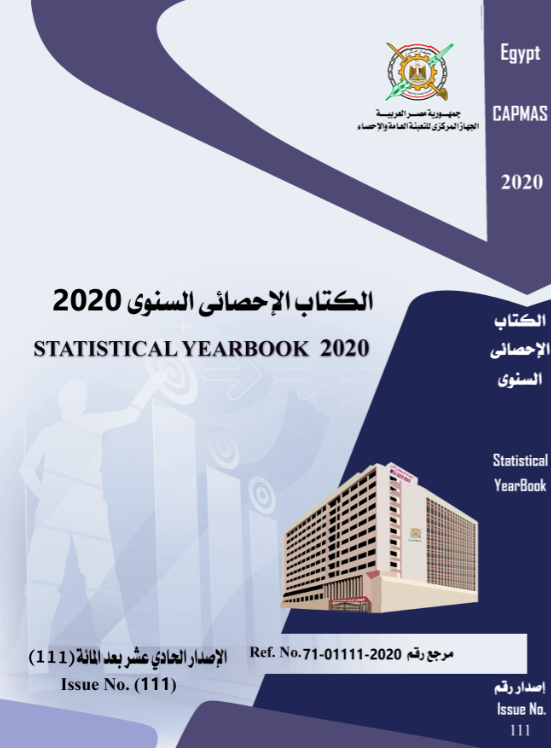 جمهورية مصر العربية
الجهاز المركزى للتعبئة العامة والإحصاء
Egypt
CAPMAS
2020
الكتاب الإحصائى السنوى 2020
STATISTICAL YEARBOOK 2020
الكتاب
الإحصائى
السنوى
Statistical
YearBook
الإصدار الحادي عشر بعد المائة (111)
Issue No. (111)
Ref. No.71-01111-2020 مرجع رقم
إصدار رقم
Issue No.
111